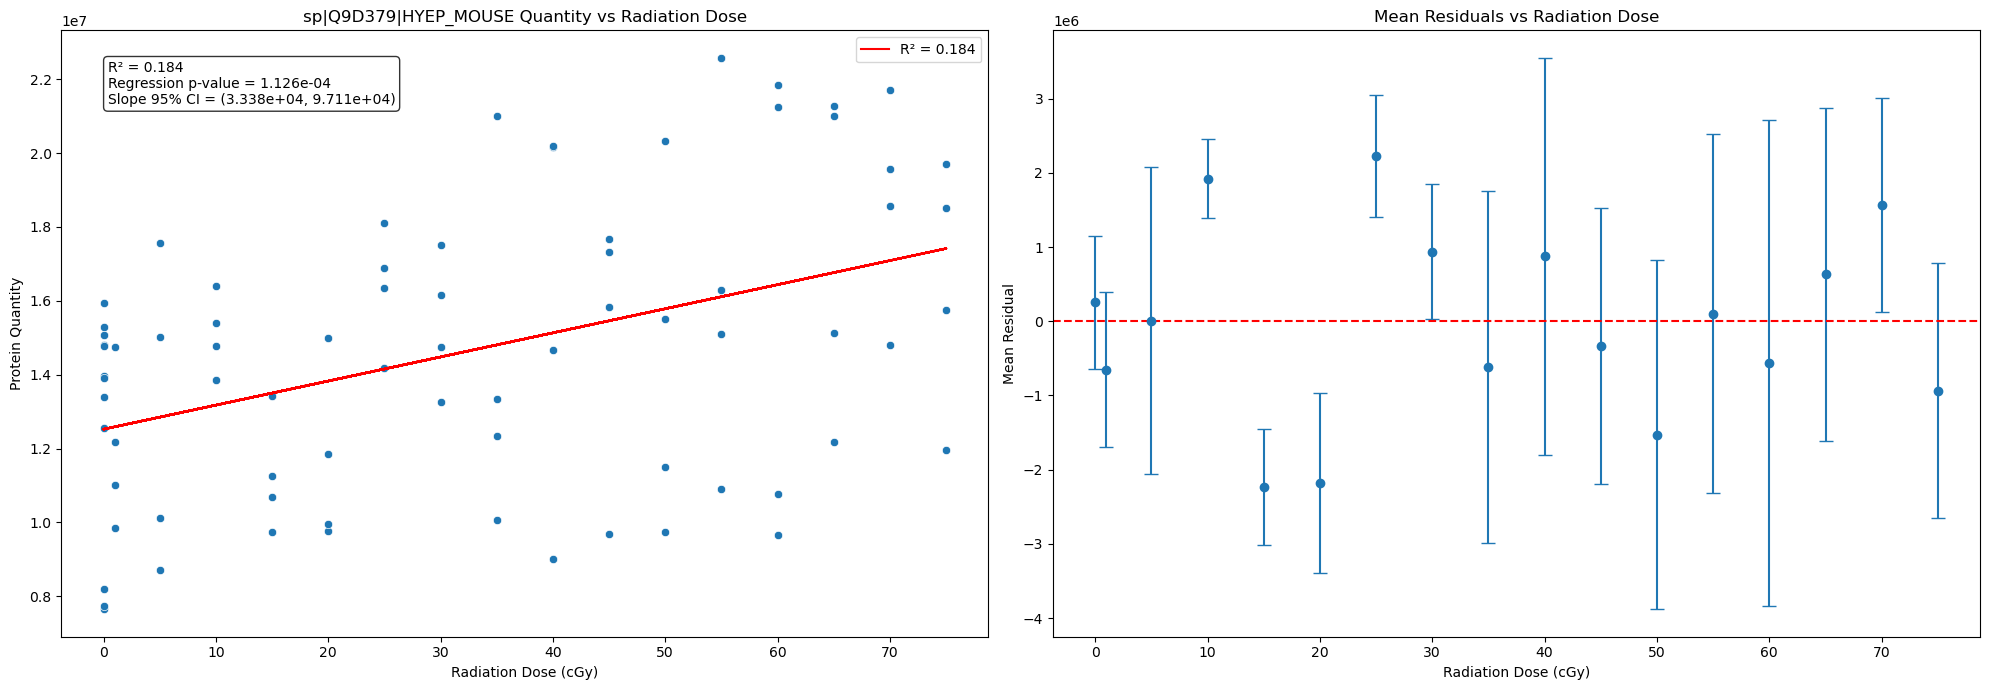 sp|Q9D379|HYEP_MOUSE Quantity vs Radiation Dose
1e7
R² = 0.184
R² = 0.184
Regression p-value = 1.126e-04
Slope 95% CI = (3.338e+04, 9.711e+04)
2.2
2.0
1.8
1.6
1.4
1.2
1.0
0.8
Protein Quantity
0 10 20 30 40 50 60 70
Radiation Dose (cGy)
Mean Residuals vs Radiation Dose
1e6
3
2
1
0
−1
−2
−3
−4
Mean Residual
0 10 20 30 40 50 60 70
Radiation Dose (cGy)